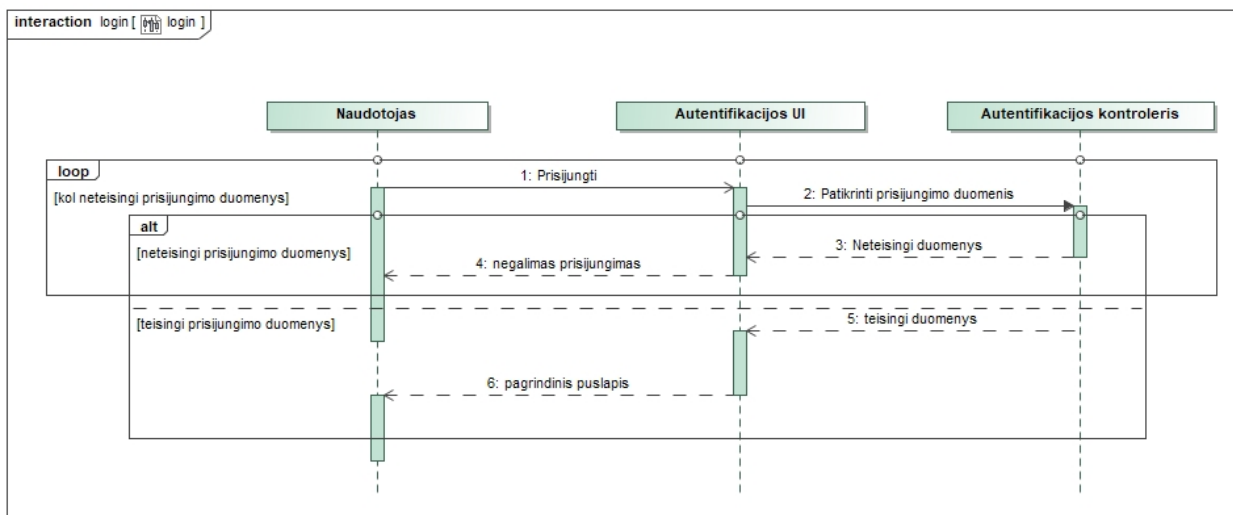 interaction login [ login ]
Naudotojas
Autentifikacijos UI
Autentifikacijos kontroleris
loop
[kol neteisingi prisijungimo duomenys]
1: Prisijungti
2: Patikrinti prisijungimo duomenis
alt
[neteisingi prisijungimo duomenys]
3: Neteisingi duomenys
4: negalimas prisijungimas
[teisingi prisijungimo duomenys]
5: teisingi duomenys
6: pagrindinis puslapis